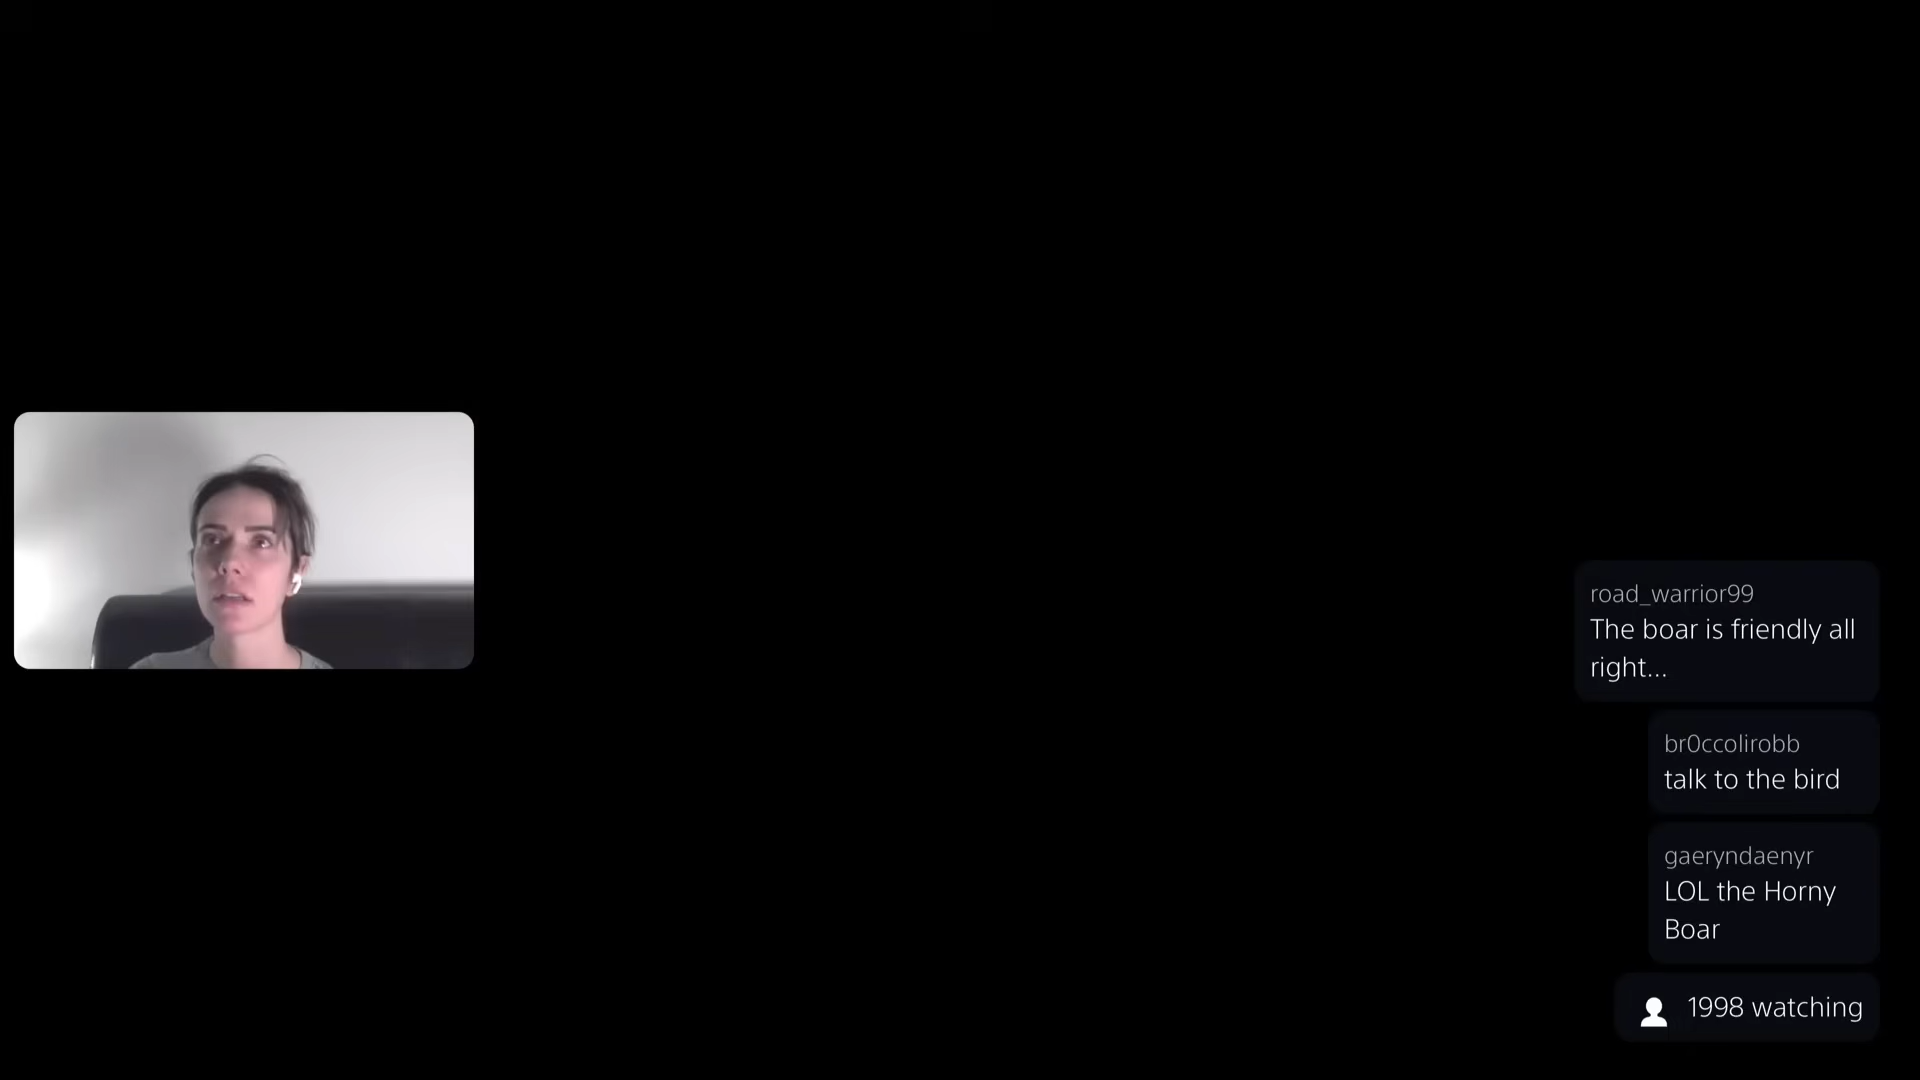 road_warrior99
The boar is friendly all
right...
br0ccolirobb
talk to the bird
gaeryndaenyr
LOL the Horny
Boar
1998 watching